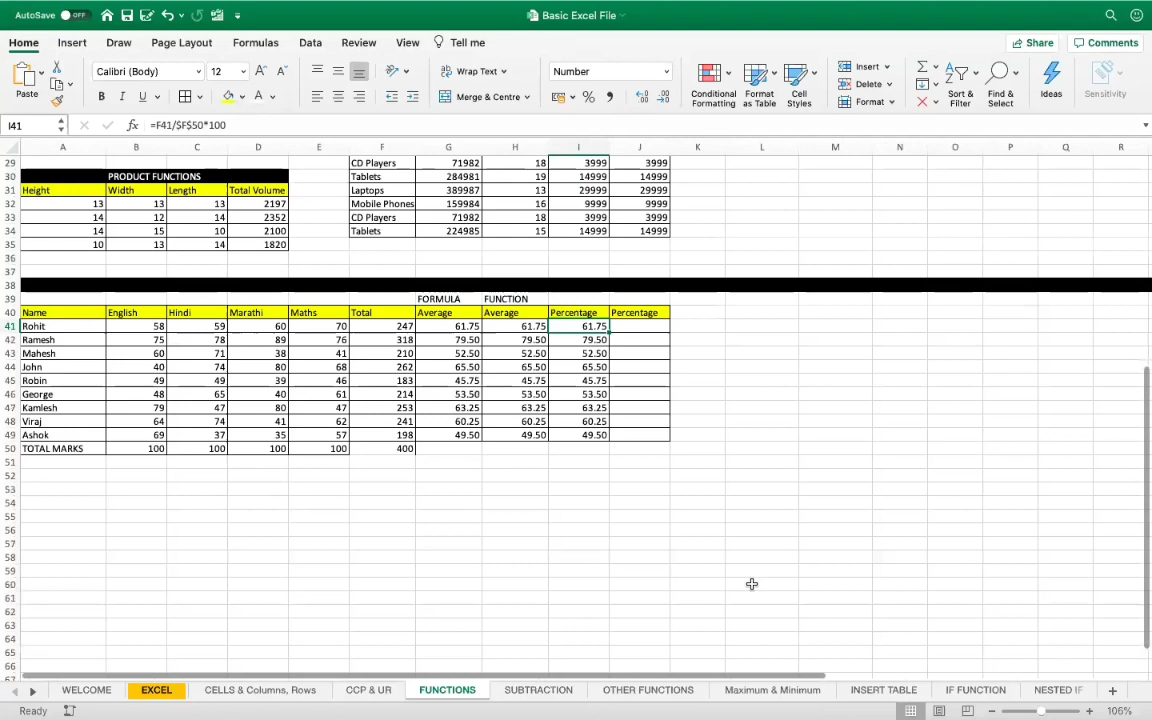 AutoSave OFF Basic Excel File
Home Insert Draw Page Layout Formulas Data Review View Tell me Share Comments
Paste Calibri (Body) 12 A A Wrap Text Number Conditional Formatting Format as Table Cell Styles Insert Sort & Filter Find & Select Ideas Sensitivity
B I U A Merge & Centre % Delete
Format
I41 fx =F41/$F$50*100
A B C D E F G H I J K L M N O P Q R
29 CD Players 71982 18 3999 3999
30 PRODUCT FUNCTIONS Tablets 284981 19 14999 14999
31 Height Width Length Total Volume Laptops 389987 13 29999 29999
32 13 13 13 2197 Mobile Phones 159984 16 9999 9999
33 14 12 14 2352 CD Players 71982 18 3999 3999
34 14 15 10 2100 Tablets 224985 15 14999 14999
35 10 13 14 1820
36
37
38
39 FORMULA FUNCTION
40 Name English Hindi Marathi Maths Total Average Average Percentage Percentage
41 Rohit 58 59 60 70 247 61.75 61.75 61.75
42 Ramesh 75 78 89 76 318 79.50 79.50 79.50
43 Mahesh 60 71 38 41 210 52.50 52.50 52.50
44 John 40 74 80 68 262 65.50 65.50 65.50
45 Robin 49 49 39 46 183 45.75 45.75 45.75
46 George 48 65 40 61 214 53.50 53.50 53.50
47 Kamlesh 79 47 80 47 253 63.25 63.25 63.25
48 Viraj 64 74 41 62 241 60.25 60.25 60.25
49 Ashok 69 37 35 57 198 49.50 49.50 49.50
50 TOTAL MARKS 100 100 100 100 400
51
52
53
54
55
56
57
58
59
60
61
62
63
64
65
66
67
WELCOME EXCEL CELLS & Columns, Rows CCP & UR FUNCTIONS SUBTRACTION OTHER FUNCTIONS Maximum & Minimum INSERT TABLE IF FUNCTION NESTED IF
Ready 106%